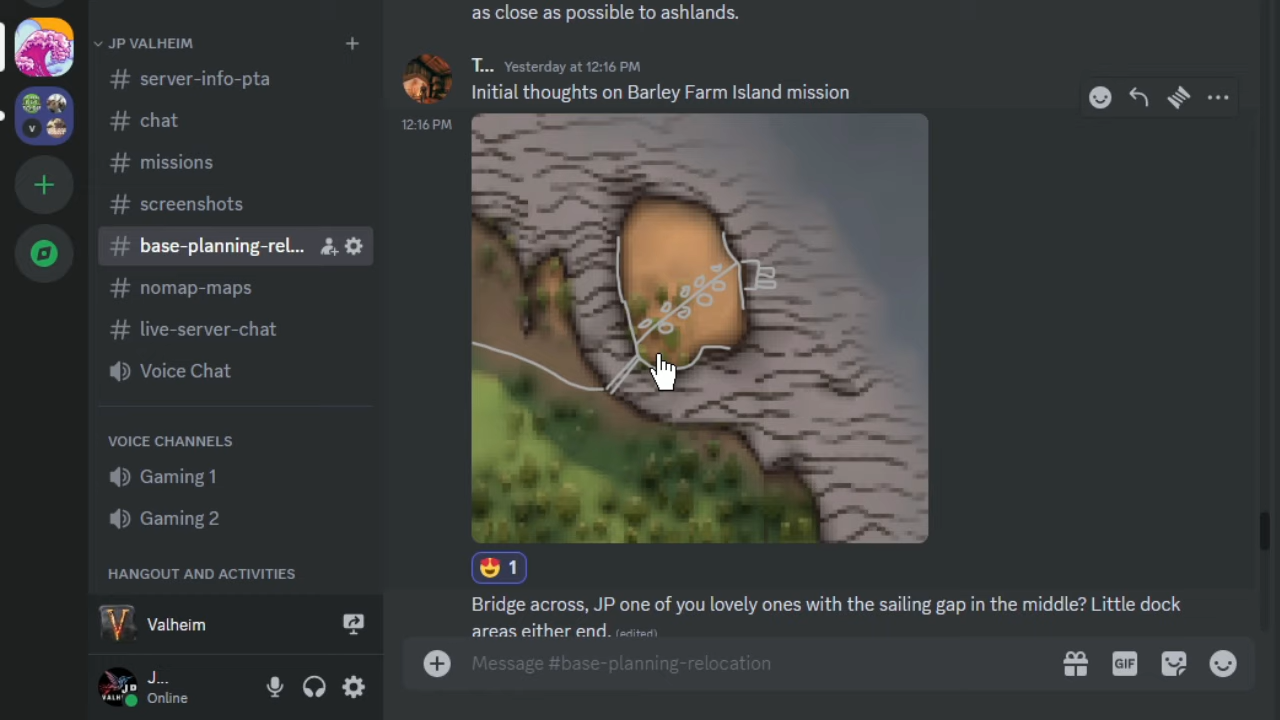 JP VALHEIM
server-info-pta
chat
missions
screenshots
base-planning-rel...
nomap-maps
live-server-chat
Voice Chat
VOICE CHANNELS
Gaming 1
Gaming 2
HANGOUT AND ACTIVITIES
Valheim
J...
Online
as close as possible to ashlands.
T... Yesterday at 12:16 PM
Initial thoughts on Barley Farm Island mission
12:16 PM
1
Bridge across, JP one of you lovely ones with the sailing gap in the middle? Little dock
areas either end. (edited)
Message #base-planning-relocation
GIF